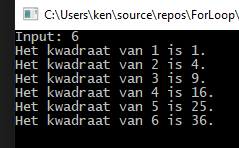 C:\Users\ken\source\repos\ForLoop\
Input: 6
Het kwadraat van 1 is 1.
Het kwadraat van 2 is 4.
Het kwadraat van 3 is 9.
Het kwadraat van 4 is 16.
Het kwadraat van 5 is 25.
Het kwadraat van 6 is 36.